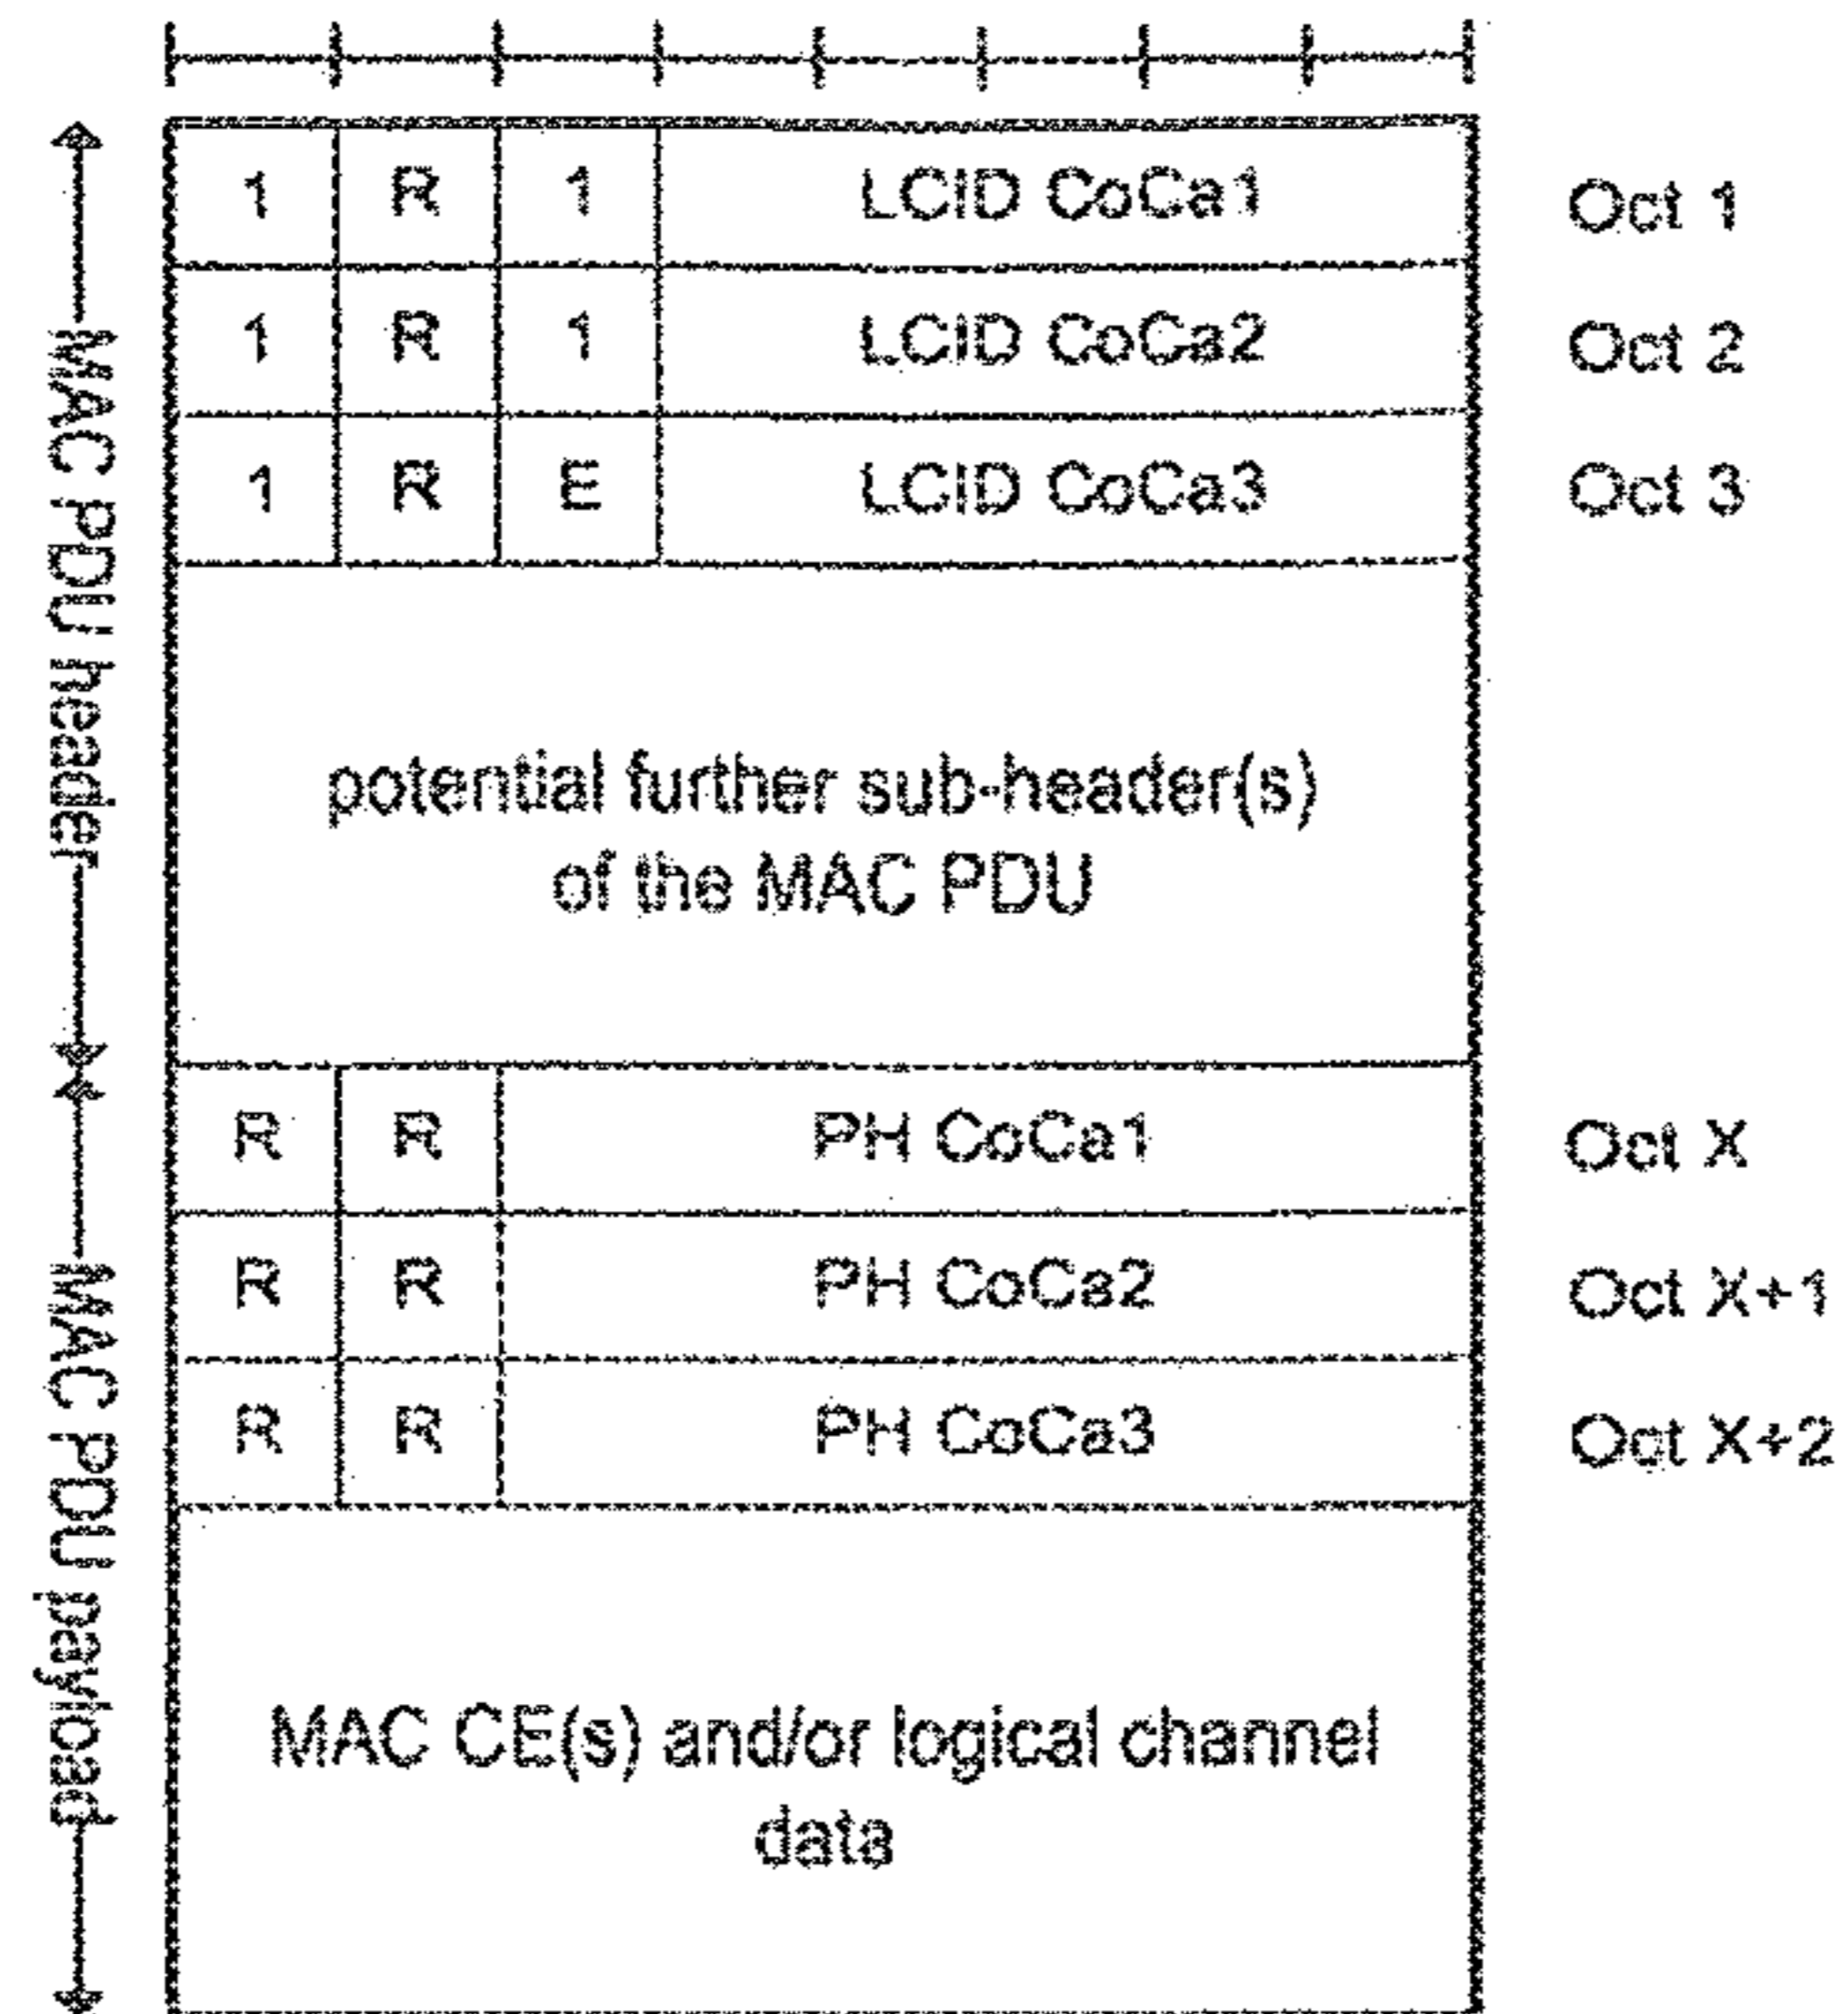 1 R 1 LCID CoCa1 Oct 1
1 R 1 LCID CoCa2 Oct 2
1 R E LCID CoCa3 Oct 3
MAC PDU header
potential further sub-header(s)
of the MAC PDU
R R PH CoCa1 Oct X
R R PH CoCa2 Oct X+1
R R PH CoCa3 Oct X+2
MAC PDU payload
MAC CE(s) and/or logical channel
data